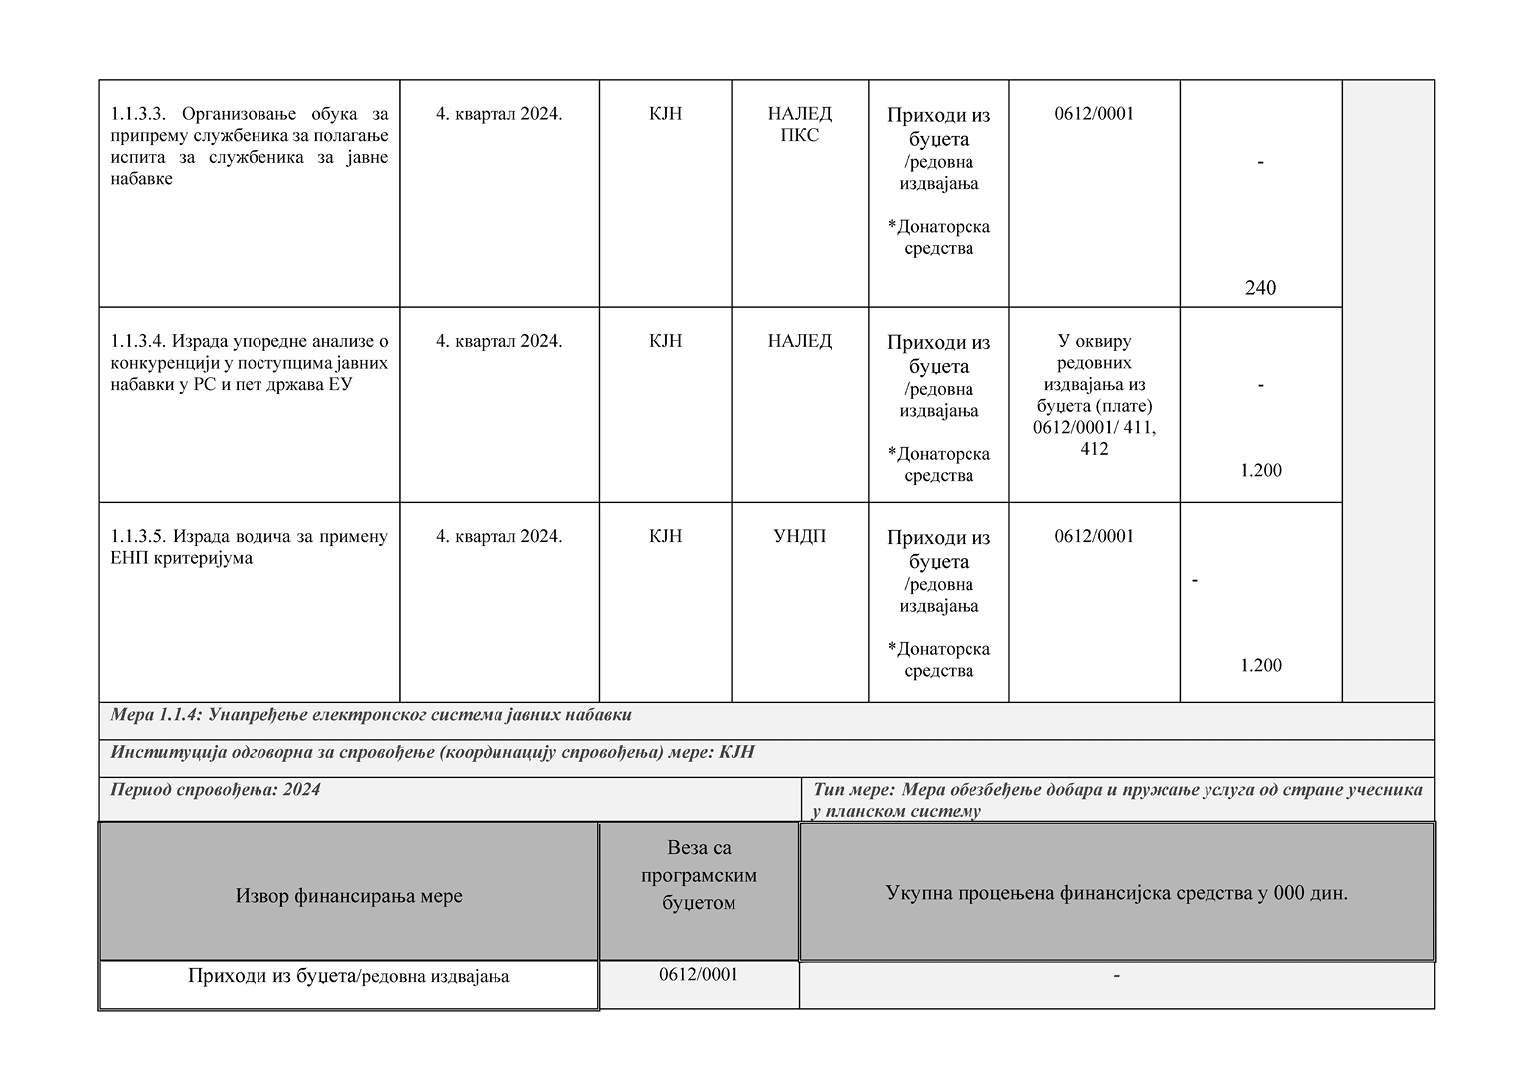 1.1.3.3. Организовање обука за
припрему службеника за полагање
испита за службеника за јавне
набавке
4. квартал 2024.
КЈН
НАЛЕД
ПКС
Приходи из
буџета
/редовна
издвајања
*Донаторска
средства
0612/0001
-
240
1.1.3.4. Израда упоредне анализе о
конкуренцији у поступцима јавних
набавки у РС и пет држава ЕУ
4. квартал 2024.
КЈН
НАЛЕД
Приходи из
буџета
/редовна
издвајања
*Донаторска
средства
У оквиру
редовних
издвајања из
буџета (плате)
0612/0001/ 411,
412
-
1.200
1.1.3.5. Израда водича за примену
ЕНП критеријума
4. квартал 2024.
КЈН
УНДП
Приходи из
буџета
/редовна
издвајања
*Донаторска
средства
0612/0001
-
1.200
Мера 1.1.4: Унапређење електронског система јавних набавки
Институција одговорна за спровођење (координацију спровођења) мере: КЈН
Период спровођења: 2024
Тип мере: Мера обезбеђење добара и пружање услуга од стране учесника
у планском систему
Извор финансирања мере
Веза са
програмским
буџетом
Укупна процењена финансијска средства у 000 дин.
Приходи из буџета/редовна издвајања
0612/0001
-